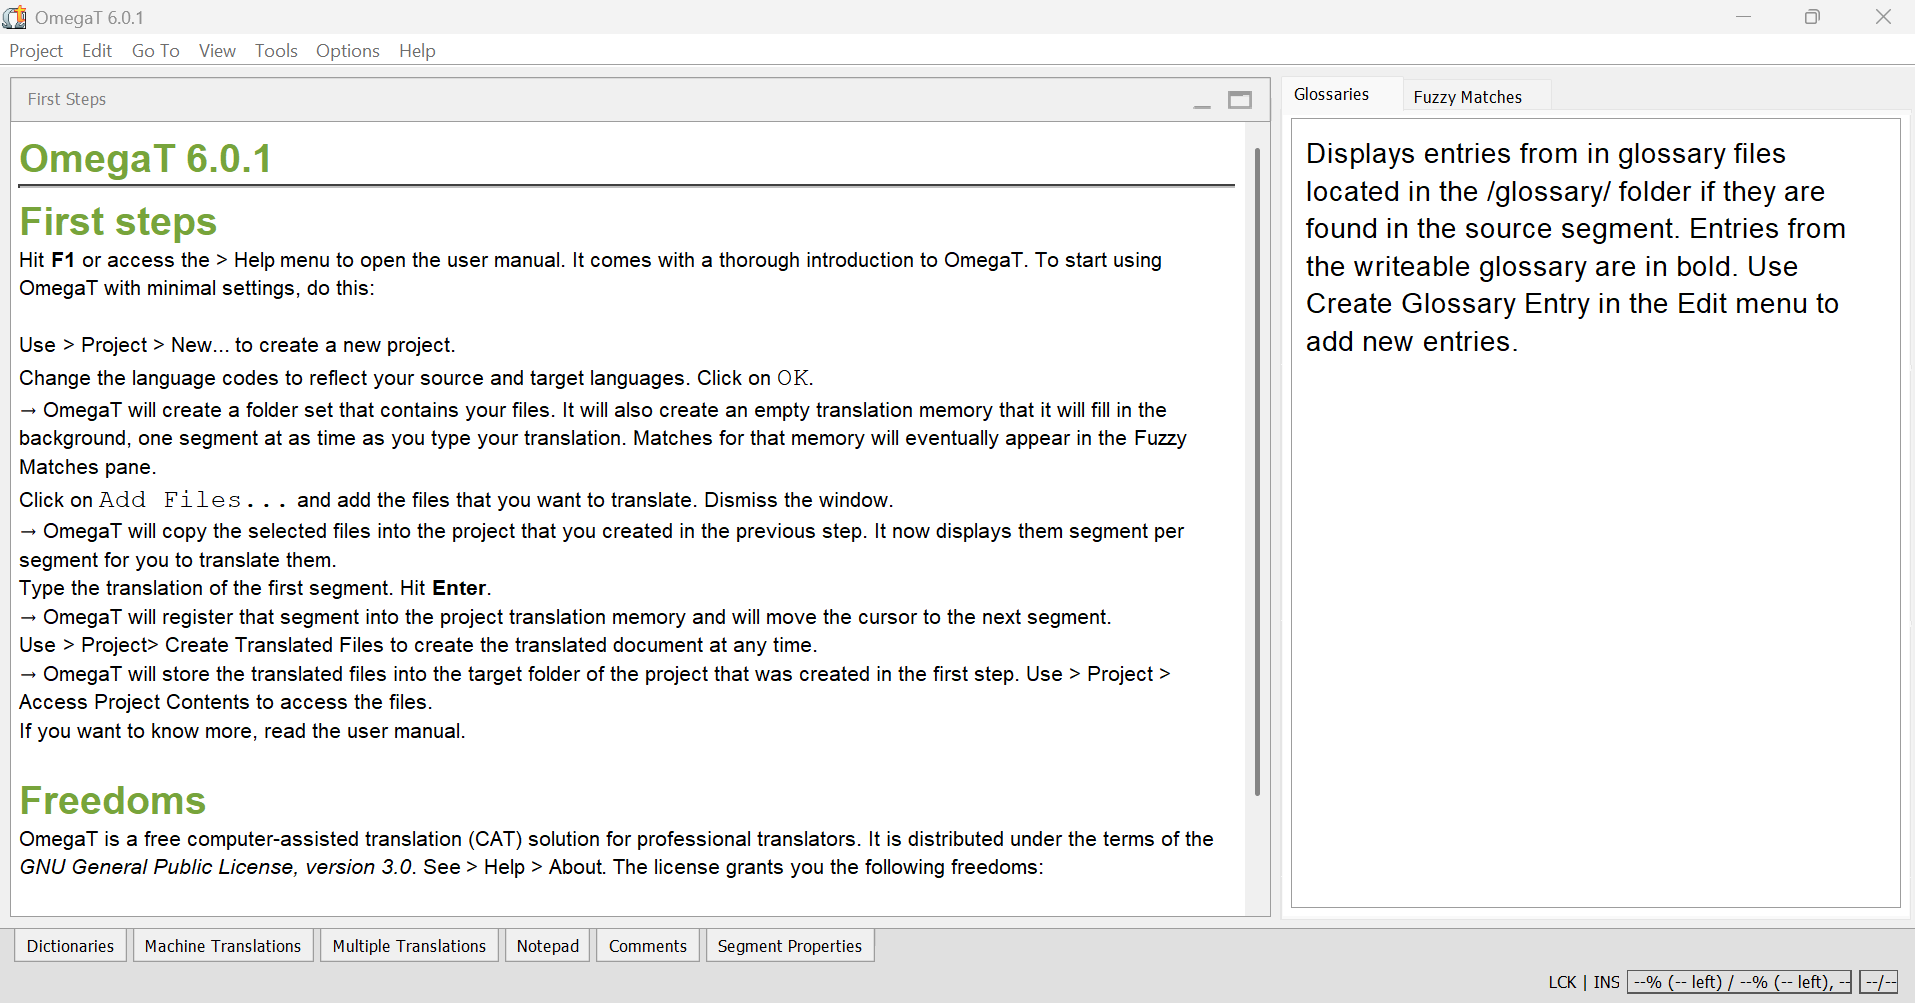 OmegaT 6.0.1
Project Edit Go To View Tools Options Help
First Steps
OmegaT 6.0.1
First steps
Hit F1 or access the > Help menu to open the user manual. It comes with a thorough introduction to OmegaT. To start using
OmegaT with minimal settings, do this:
Use > Project > New... to create a new project.
Change the language codes to reflect your source and target languages. Click on OK.
→ OmegaT will create a folder set that contains your files. It will also create an empty translation memory that it will fill in the
background, one segment at as time as you type your translation. Matches for that memory will eventually appear in the Fuzzy
Matches pane.
Click on Add Files... and add the files that you want to translate. Dismiss the window.
→ OmegaT will copy the selected files into the project that you created in the previous step. It now displays them segment per
segment for you to translate them.
Type the translation of the first segment. Hit Enter.
→ OmegaT will register that segment into the project translation memory and will move the cursor to the next segment.
Use > Project> Create Translated Files to create the translated document at any time.
→ OmegaT will store the translated files into the target folder of the project that was created in the first step. Use > Project >
Access Project Contents to access the files.
If you want to know more, read the user manual.
Freedoms
OmegaT is a free computer-assisted translation (CAT) solution for professional translators. It is distributed under the terms of the
GNU General Public License, version 3.0. See > Help > About. The license grants you the following freedoms:
Glossaries Fuzzy Matches
Displays entries from in glossary files
located in the /glossary/ folder if they are
found in the source segment. Entries from
the writeable glossary are in bold. Use
Create Glossary Entry in the Edit menu to
add new entries.
Dictionaries Machine Translations Multiple Translations Notepad Comments Segment Properties
LCK | INS --% (-- left) / --% (-- left), -- --/--